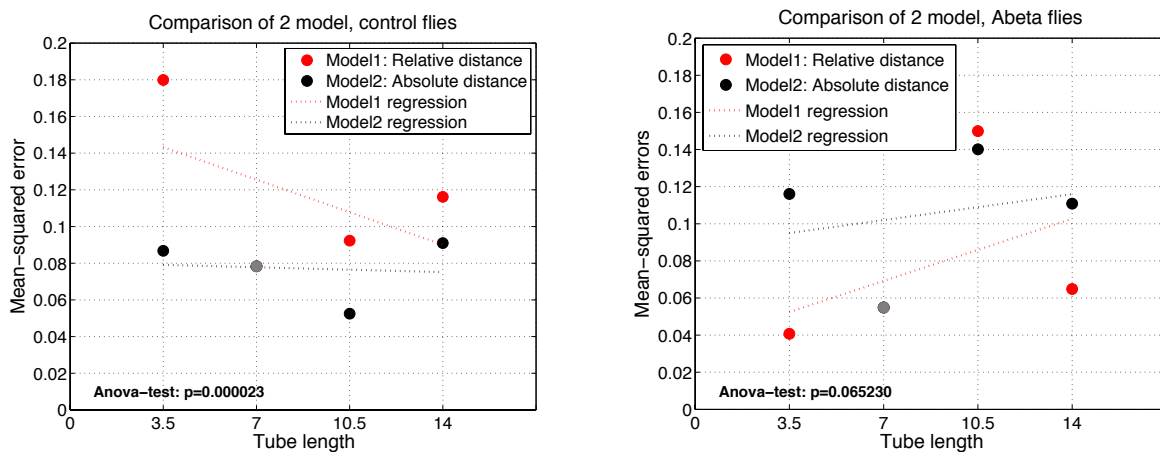 Comparison of 2 model, control flies
0.2
0.18
0.16
0.14
0.12
0.1
0.08
0.06
0.04
0.02
0
Mean-squared error
Model1: Relative distance
Model2: Absolute distance
Model1 regression
Model2 regression
Anova-test: p=0.000023
0 3.5 7 10.5 14
Tube length
Comparison of 2 model, Abeta flies
0.2
0.18
0.16
0.14
0.12
0.1
0.08
0.06
0.04
0.02
0
Mean-squared errors
Model1: Relative distance
Model2: Absolute distance
Model1 regression
Model2 regression
Anova-test: p=0.065230
0 3.5 7 10.5 14
Tube length